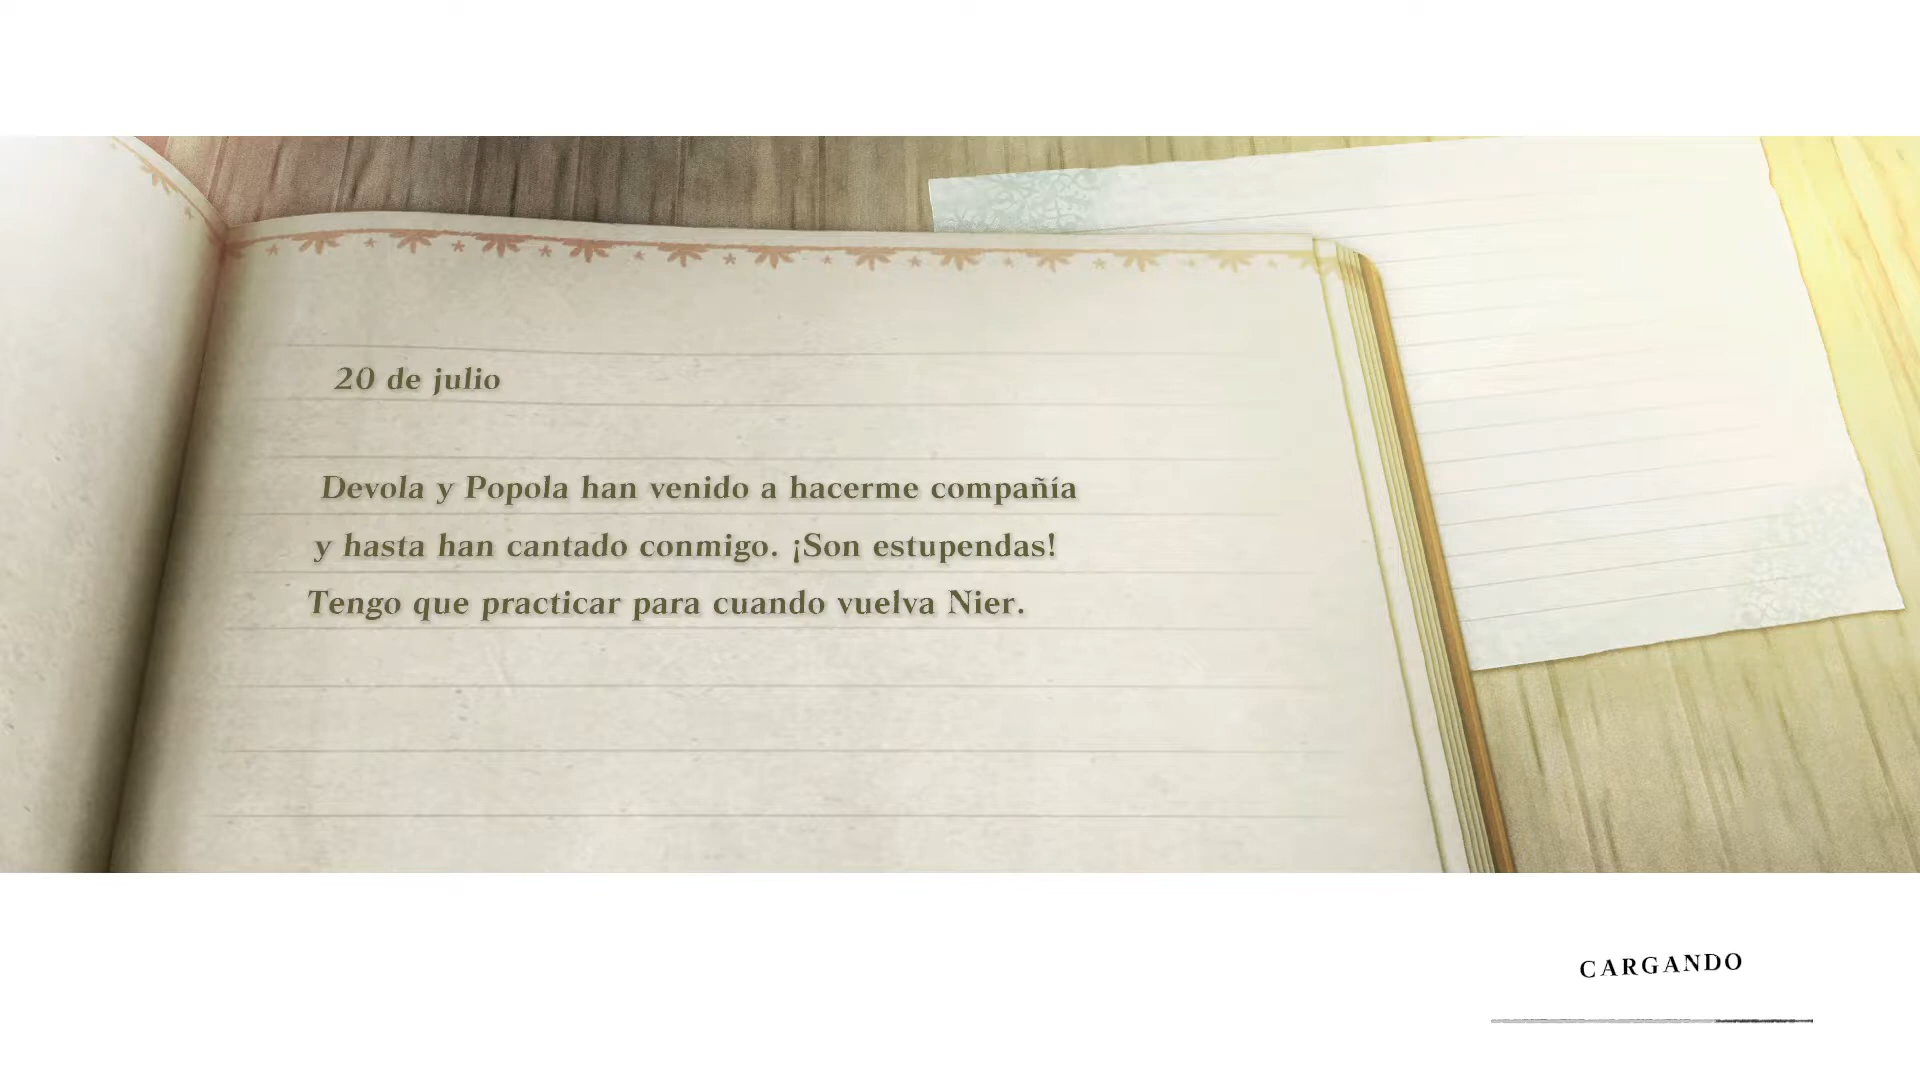 20 de julio
Devola y Popola han venido a hacerme compañía
y hasta han cantado conmigo. ¡Son estupendas!
Tengo que practicar para cuando vuelva Nier.
CARGANDO